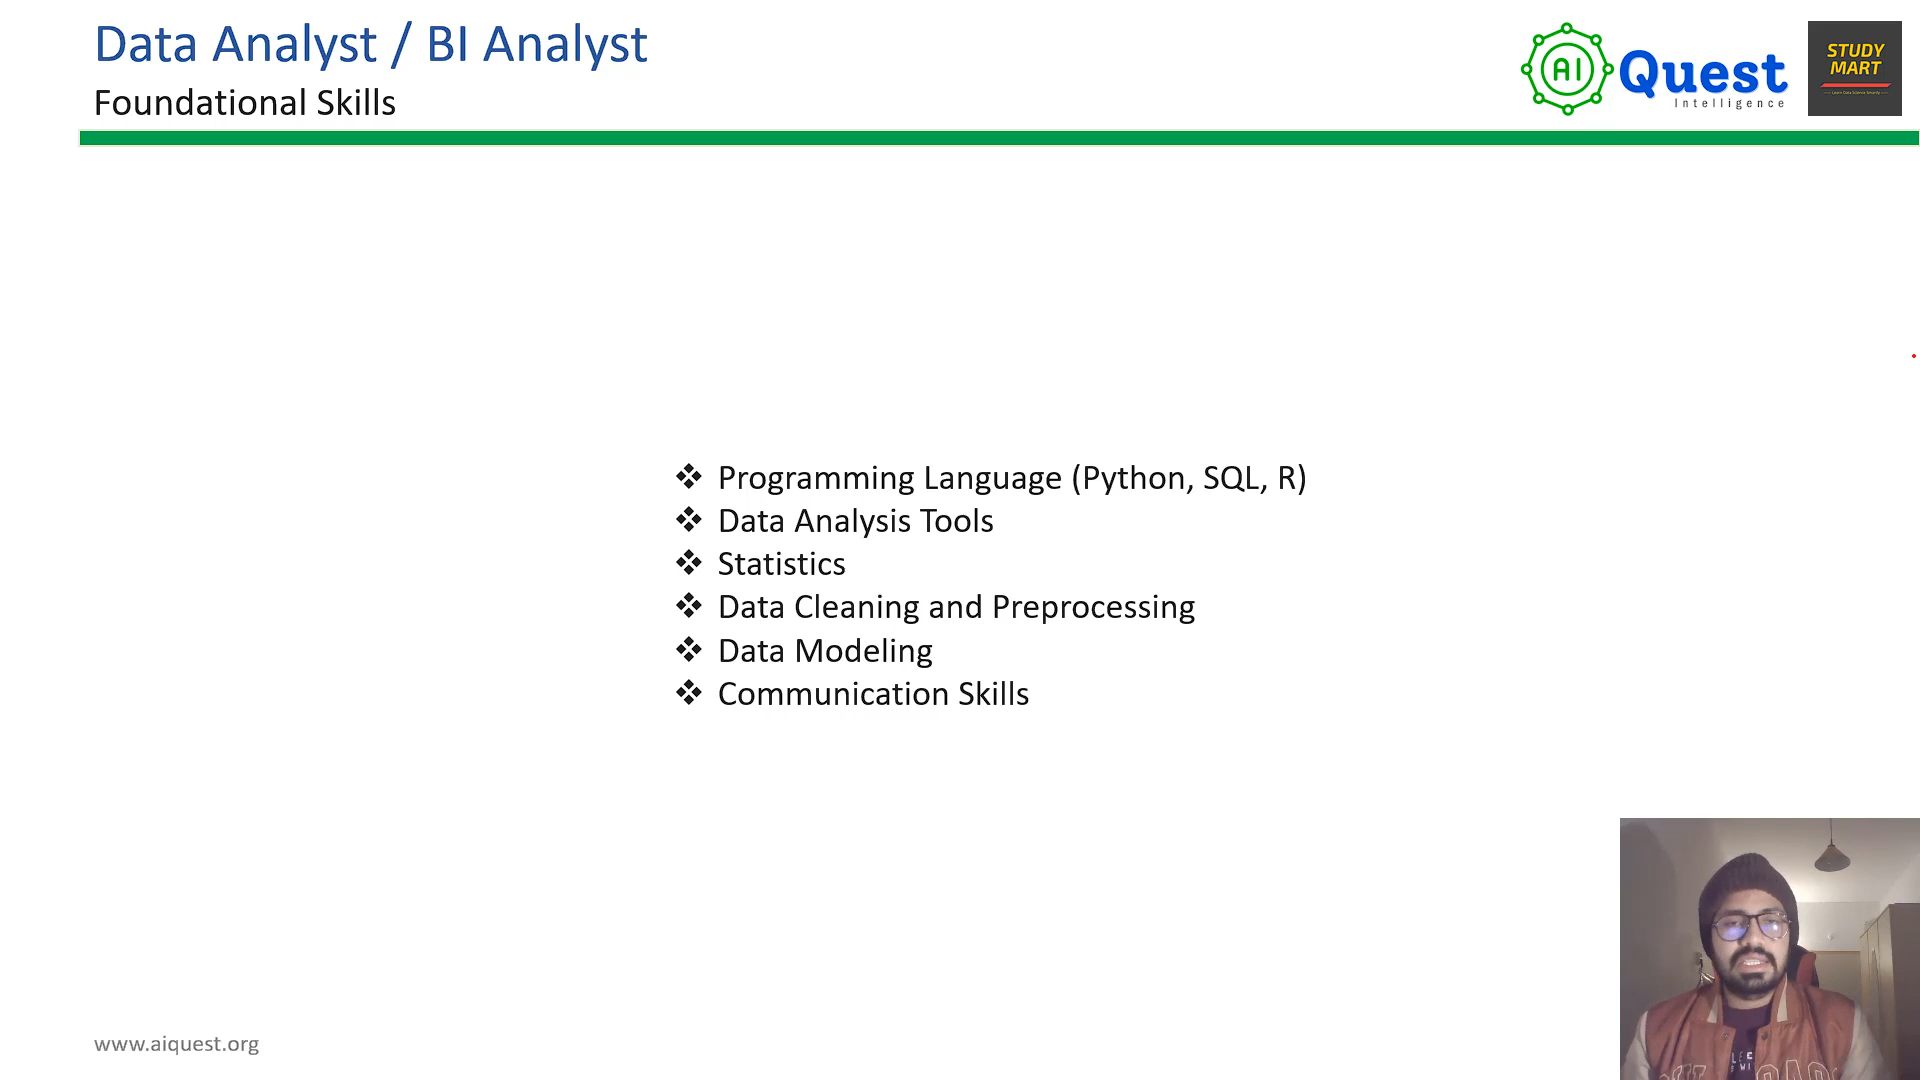 Data Analyst / BI Analyst
Foundational Skills
AI Quest
Intelligence
STUDY
MART
❖ Programming Language (Python, SQL, R)
❖ Data Analysis Tools
❖ Statistics
❖ Data Cleaning and Preprocessing
❖ Data Modeling
❖ Communication Skills
www.aiquest.org